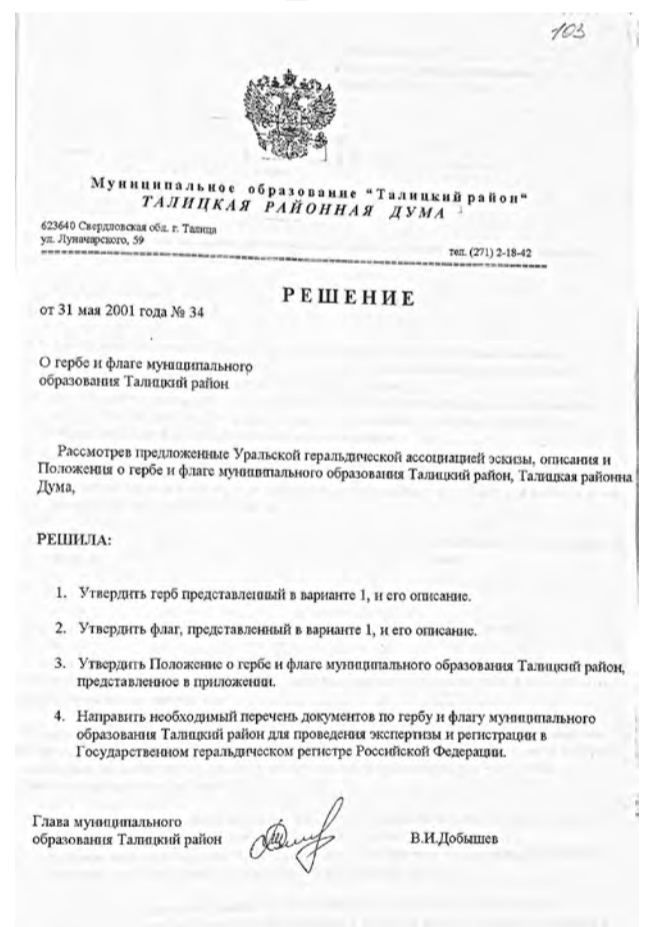 103
Муниципальное образование "Талицкий район"
ТАЛИЦКАЯ РАЙОННАЯ ДУМА
623640 Свердловская обл. г. Талица
ул. Луначарского, 59
тел. (271) 2-18-42
РЕШЕНИЕ
от 31 мая 2001 года № 34
О гербе и флаге муниципального
образования Талицкий район
Рассмотрев предложенные Уральской геральдической ассоциацией эскизы, описания и
Положения о гербе и флаге муниципального образования Талицкий район, Талицкая районна
Дума,
РЕШИЛА:
1. Утвердить герб представленный в варианте 1, и его описание.
2. Утвердить флаг, представленный в варианте 1, и его описание.
3. Утвердить Положение о гербе и флаге муниципального образования Талицкий район,
представленное в приложении.
4. Направить необходимый перечень документов по гербу и флагу муниципального
образования Талицкий район для проведения экспертизы и регистрации в
Государственном геральдическом регистре Российской Федерации.
Глава муниципального
образования Талицкий район
В.И.Добышев